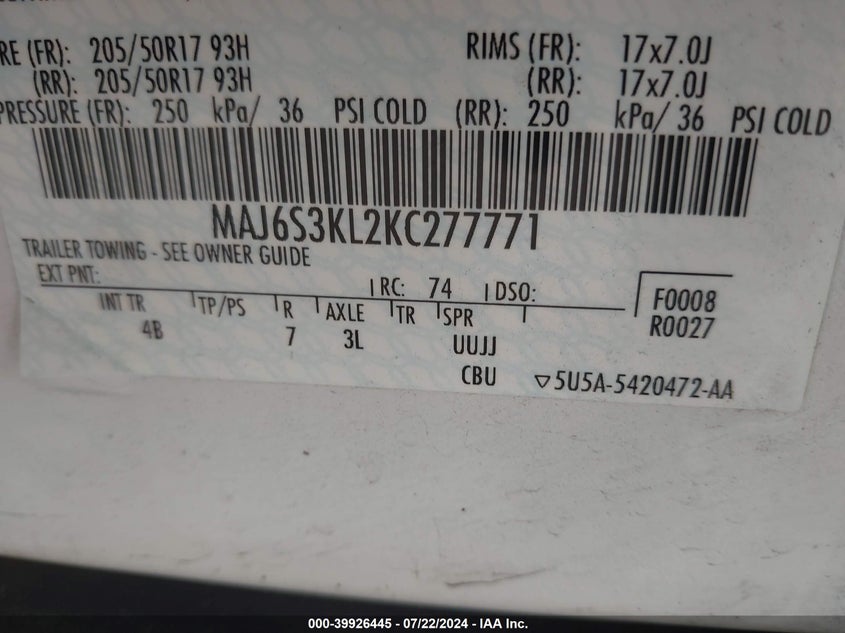 RE (FR): 205/50R17 93H RIMS (FR): 17x7.0J
(RR): 205/50R17 93H (RR): 17x7.0J
PRESSURE (FR): 250 kPa/ 36 PSI COLD (RR): 250 kPa/ 36 PSI COLD
MAJ6S3KL2KC277771
TRAILER TOWING - SEE OWNER GUIDE
EXT PNT: RC: 74 DSO:
INT TR TP/PS R AXLE TR SPR F0008
4B 7 3L UUJJ R0027
CBU ▽5U5A-5420472-AA
000-39926445 - 07/22/2024 - IAA Inc.